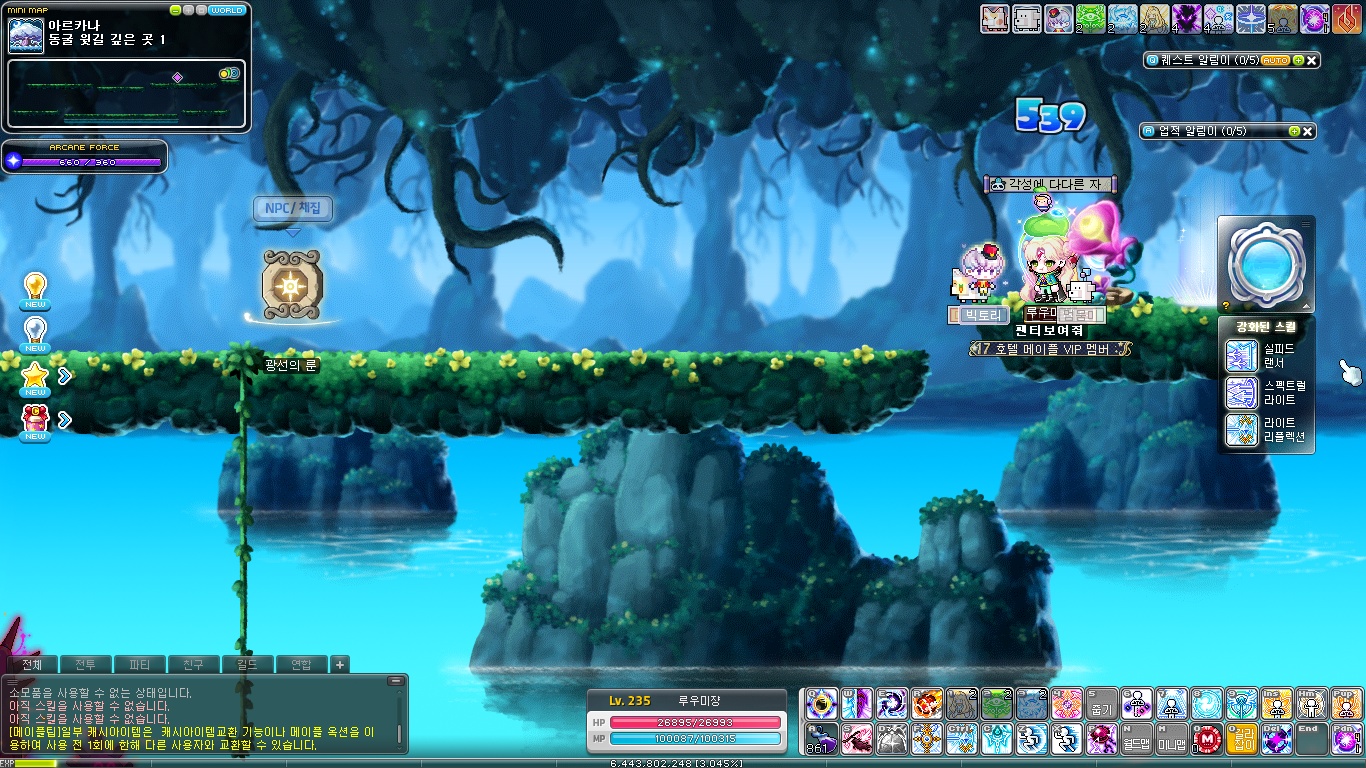 MINI MAP
WORLD
아르카나
동굴 윗길 깊은 곳 1
ARCANE FORCE
660 / 360
퀘스트 알림이 (0/5)
AUTO
업적 알림이 (0/5)
539
각성에 다다른 자
NPC/채집
빅토리
루우미
팬티보여줘
17 호텔 메이플 VIP 멤버
광선의 룬
강화된 스킬
실피드
랜서
스펙트럴
라이트
라이트
리플렉션
NEW
NEW
NEW
NEW
전체
전투
파티
친구
길드
연합
+
소모품을 사용할 수 없는 상태입니다.
아직 스킬을 사용할 수 없습니다.
아직 스킬을 사용할 수 없습니다.
[메이플팁]일부 캐시아이템은 캐시아이템교환 기능이나 메이플 옵션을 이
용하여 사용 전 1회에 한해 다른 사용자와 교환할 수 있습니다.
Lv. 235
루우미쟝
HP
26895/26993
MP
100087/100315
줍기
861
월드맵
미니맵
End
EXP
6,443,802,248 [3.045%]